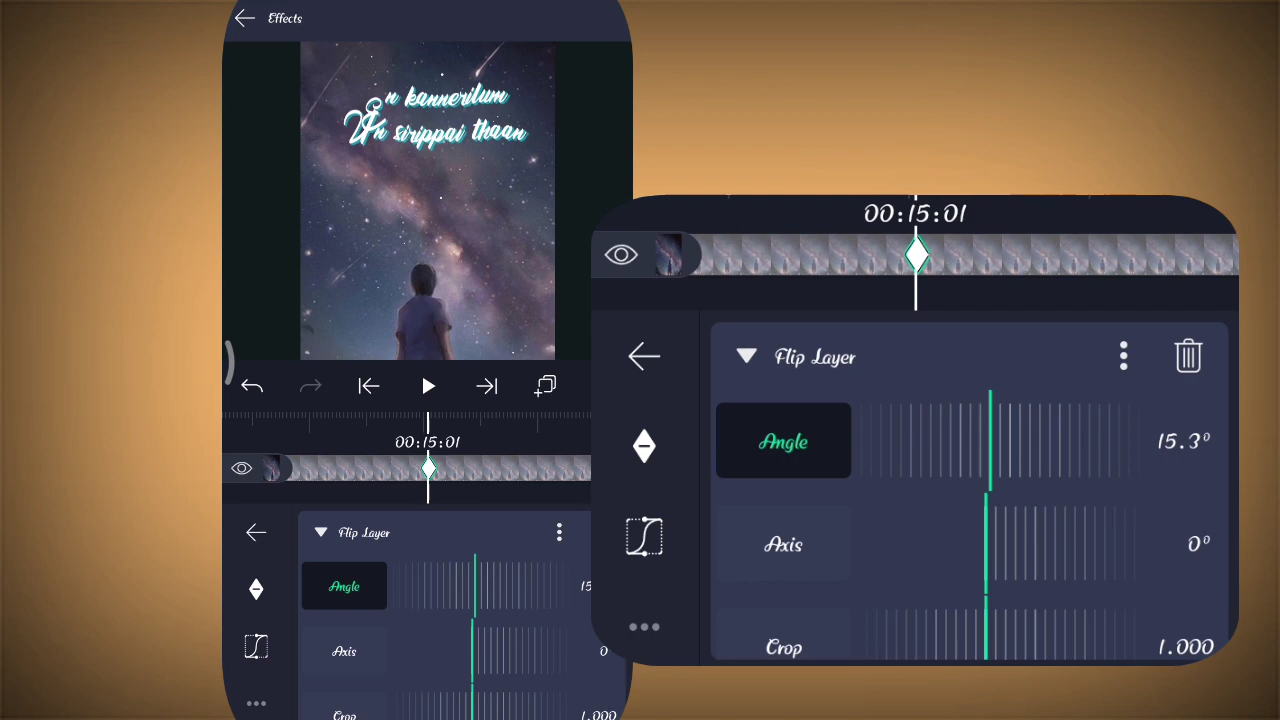 Effects
En kannerilum
Un sirippai thaan
00:15:01
Flip Layer
Angle
15
Axis
0
Crop
1.000
00:15:01
Flip Layer
Angle 15.3°
Axis 0°
Crop 1.000